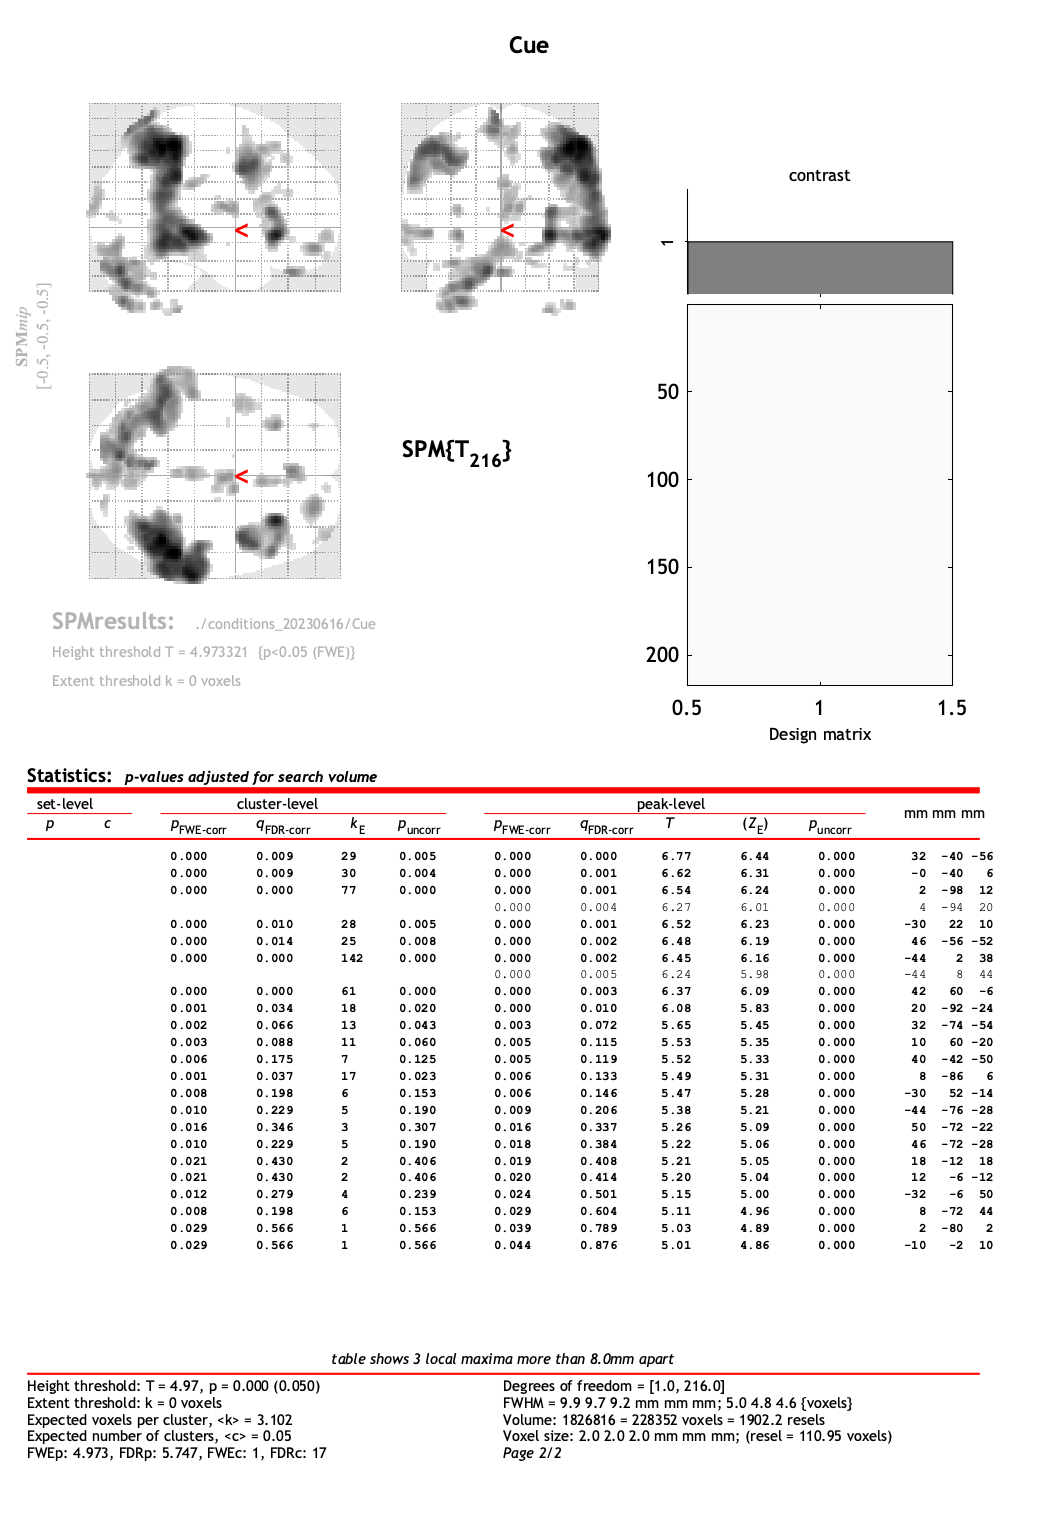 Cue
SPMmip
[-0.5, -0.5, -0.5]
<
<
<
SPM{T216}
contrast
1
50
100
150
200
0.5 1 1.5
Design matrix
SPMresults: ./conditions_20230616/Cue
Height threshold T = 4.973321 {p<0.05 (FWE)}
Extent threshold k = 0 voxels
Statistics: p-values adjusted for search volume
set-level cluster-level peak-level mm mm mm
p c pFWE-corr qFDR-corr kE puncorr pFWE-corr qFDR-corr T (ZE) puncorr
0.000 0.009 29 0.005 0.000 0.000 6.77 6.44 0.000 32 -40 -56
0.000 0.009 30 0.004 0.000 0.001 6.62 6.31 0.000 -0 -40 6
0.000 0.000 77 0.000 0.000 0.001 6.54 6.24 0.000 2 -98 12
0.000 0.004 6.27 6.01 0.000 4 -94 20
0.000 0.010 28 0.005 0.000 0.001 6.52 6.23 0.000 -30 22 10
0.000 0.014 25 0.008 0.000 0.002 6.48 6.19 0.000 46 -56 -52
0.000 0.000 142 0.000 0.000 0.002 6.45 6.16 0.000 -44 2 38
0.000 0.005 6.24 5.98 0.000 -44 8 44
0.000 0.000 61 0.000 0.000 0.003 6.37 6.09 0.000 42 60 -6
0.001 0.034 18 0.020 0.000 0.010 6.08 5.83 0.000 20 -92 -24
0.002 0.066 13 0.043 0.003 0.072 5.65 5.45 0.000 32 -74 -54
0.003 0.088 11 0.060 0.005 0.115 5.53 5.35 0.000 10 60 -20
0.006 0.175 7 0.125 0.005 0.119 5.52 5.33 0.000 40 -42 -50
0.001 0.037 17 0.023 0.006 0.133 5.49 5.31 0.000 8 -86 6
0.008 0.198 6 0.153 0.006 0.146 5.47 5.28 0.000 -30 52 -14
0.010 0.229 5 0.190 0.009 0.206 5.38 5.21 0.000 -44 -76 -28
0.016 0.346 3 0.307 0.016 0.337 5.26 5.09 0.000 50 -72 -22
0.010 0.229 5 0.190 0.018 0.384 5.22 5.06 0.000 46 -72 -28
0.021 0.430 2 0.406 0.019 0.408 5.21 5.05 0.000 18 -12 18
0.021 0.430 2 0.406 0.020 0.414 5.20 5.04 0.000 12 -6 -12
0.012 0.279 4 0.239 0.024 0.501 5.15 5.00 0.000 -32 -6 50
0.008 0.198 6 0.153 0.029 0.604 5.11 4.96 0.000 8 -72 44
0.029 0.566 1 0.566 0.039 0.789 5.03 4.89 0.000 2 -80 2
0.029 0.566 1 0.566 0.044 0.876 5.01 4.86 0.000 -10 -2 10
table shows 3 local maxima more than 8.0mm apart
Height threshold: T = 4.97, p = 0.000 (0.050)
Extent threshold: k = 0 voxels
Expected voxels per cluster, <k> = 3.102
Expected number of clusters, <c> = 0.05
FWEp: 4.973, FDRp: 5.747, FWEc: 1, FDRc: 17
Degrees of freedom = [1.0, 216.0]
FWHM = 9.9 9.7 9.2 mm mm mm; 5.0 4.8 4.6 {voxels}
Volume: 1826816 = 228352 voxels = 1902.2 resels
Voxel size: 2.0 2.0 2.0 mm mm mm; (resel = 110.95 voxels)
Page 2/2